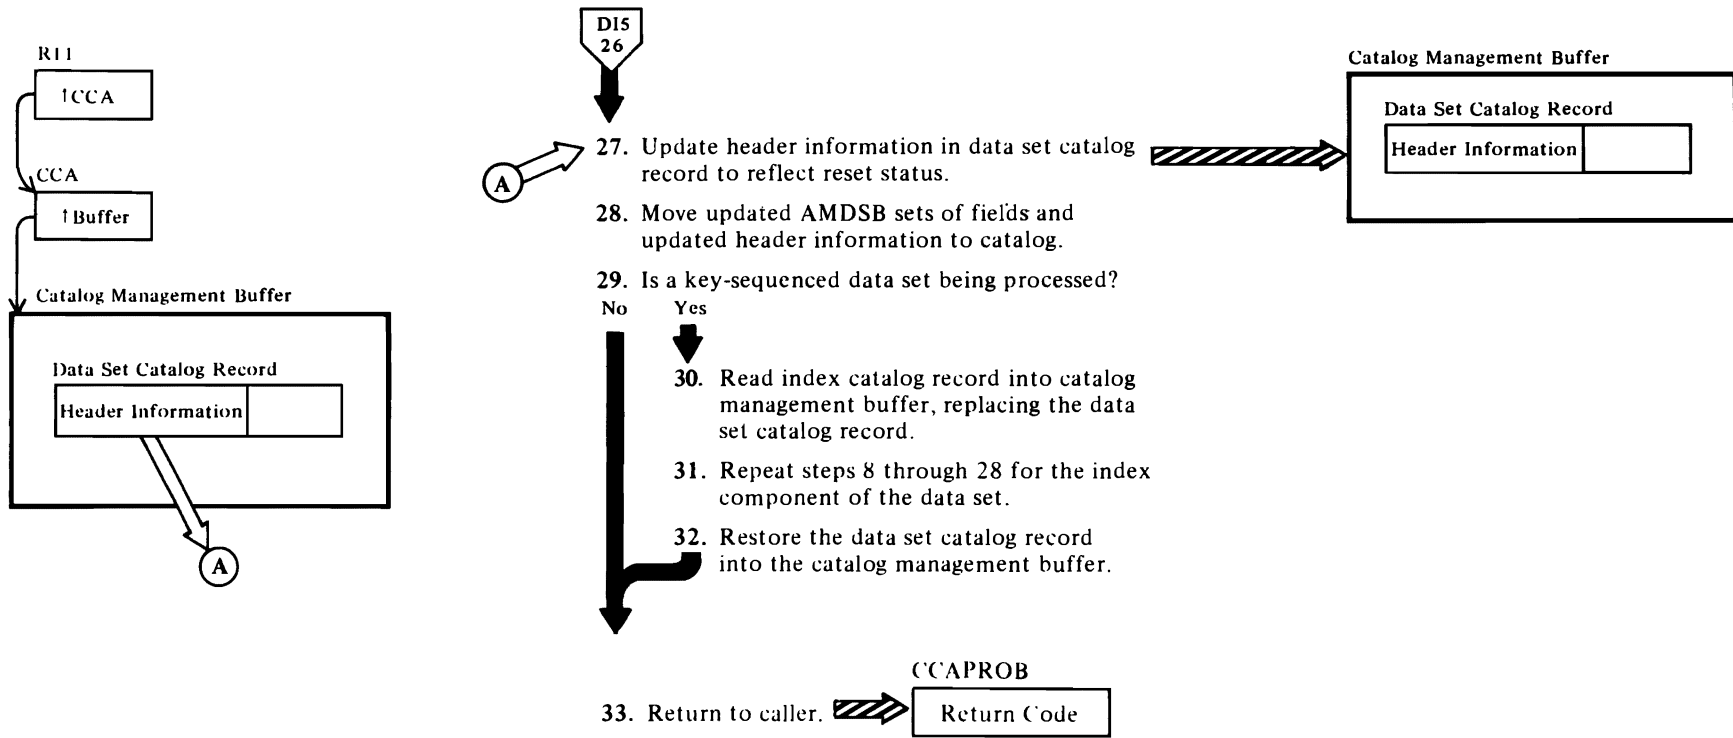 R11
↑CCA
CCA
↑Buffer
Catalog Management Buffer
Data Set Catalog Record
Header Information
A
DI5
26
A
27. Update header information in data set catalog
record to reflect reset status.
28. Move updated AMDSB sets of fields and
updated header information to catalog.
29. Is a key-sequenced data set being processed?
No Yes
30. Read index catalog record into catalog
management buffer, replacing the data
set catalog record.
31. Repeat steps 8 through 28 for the index
component of the data set.
32. Restore the data set catalog record
into the catalog management buffer.
33. Return to caller.
CCAPROB
Return Code
Catalog Management Buffer
Data Set Catalog Record
Header Information